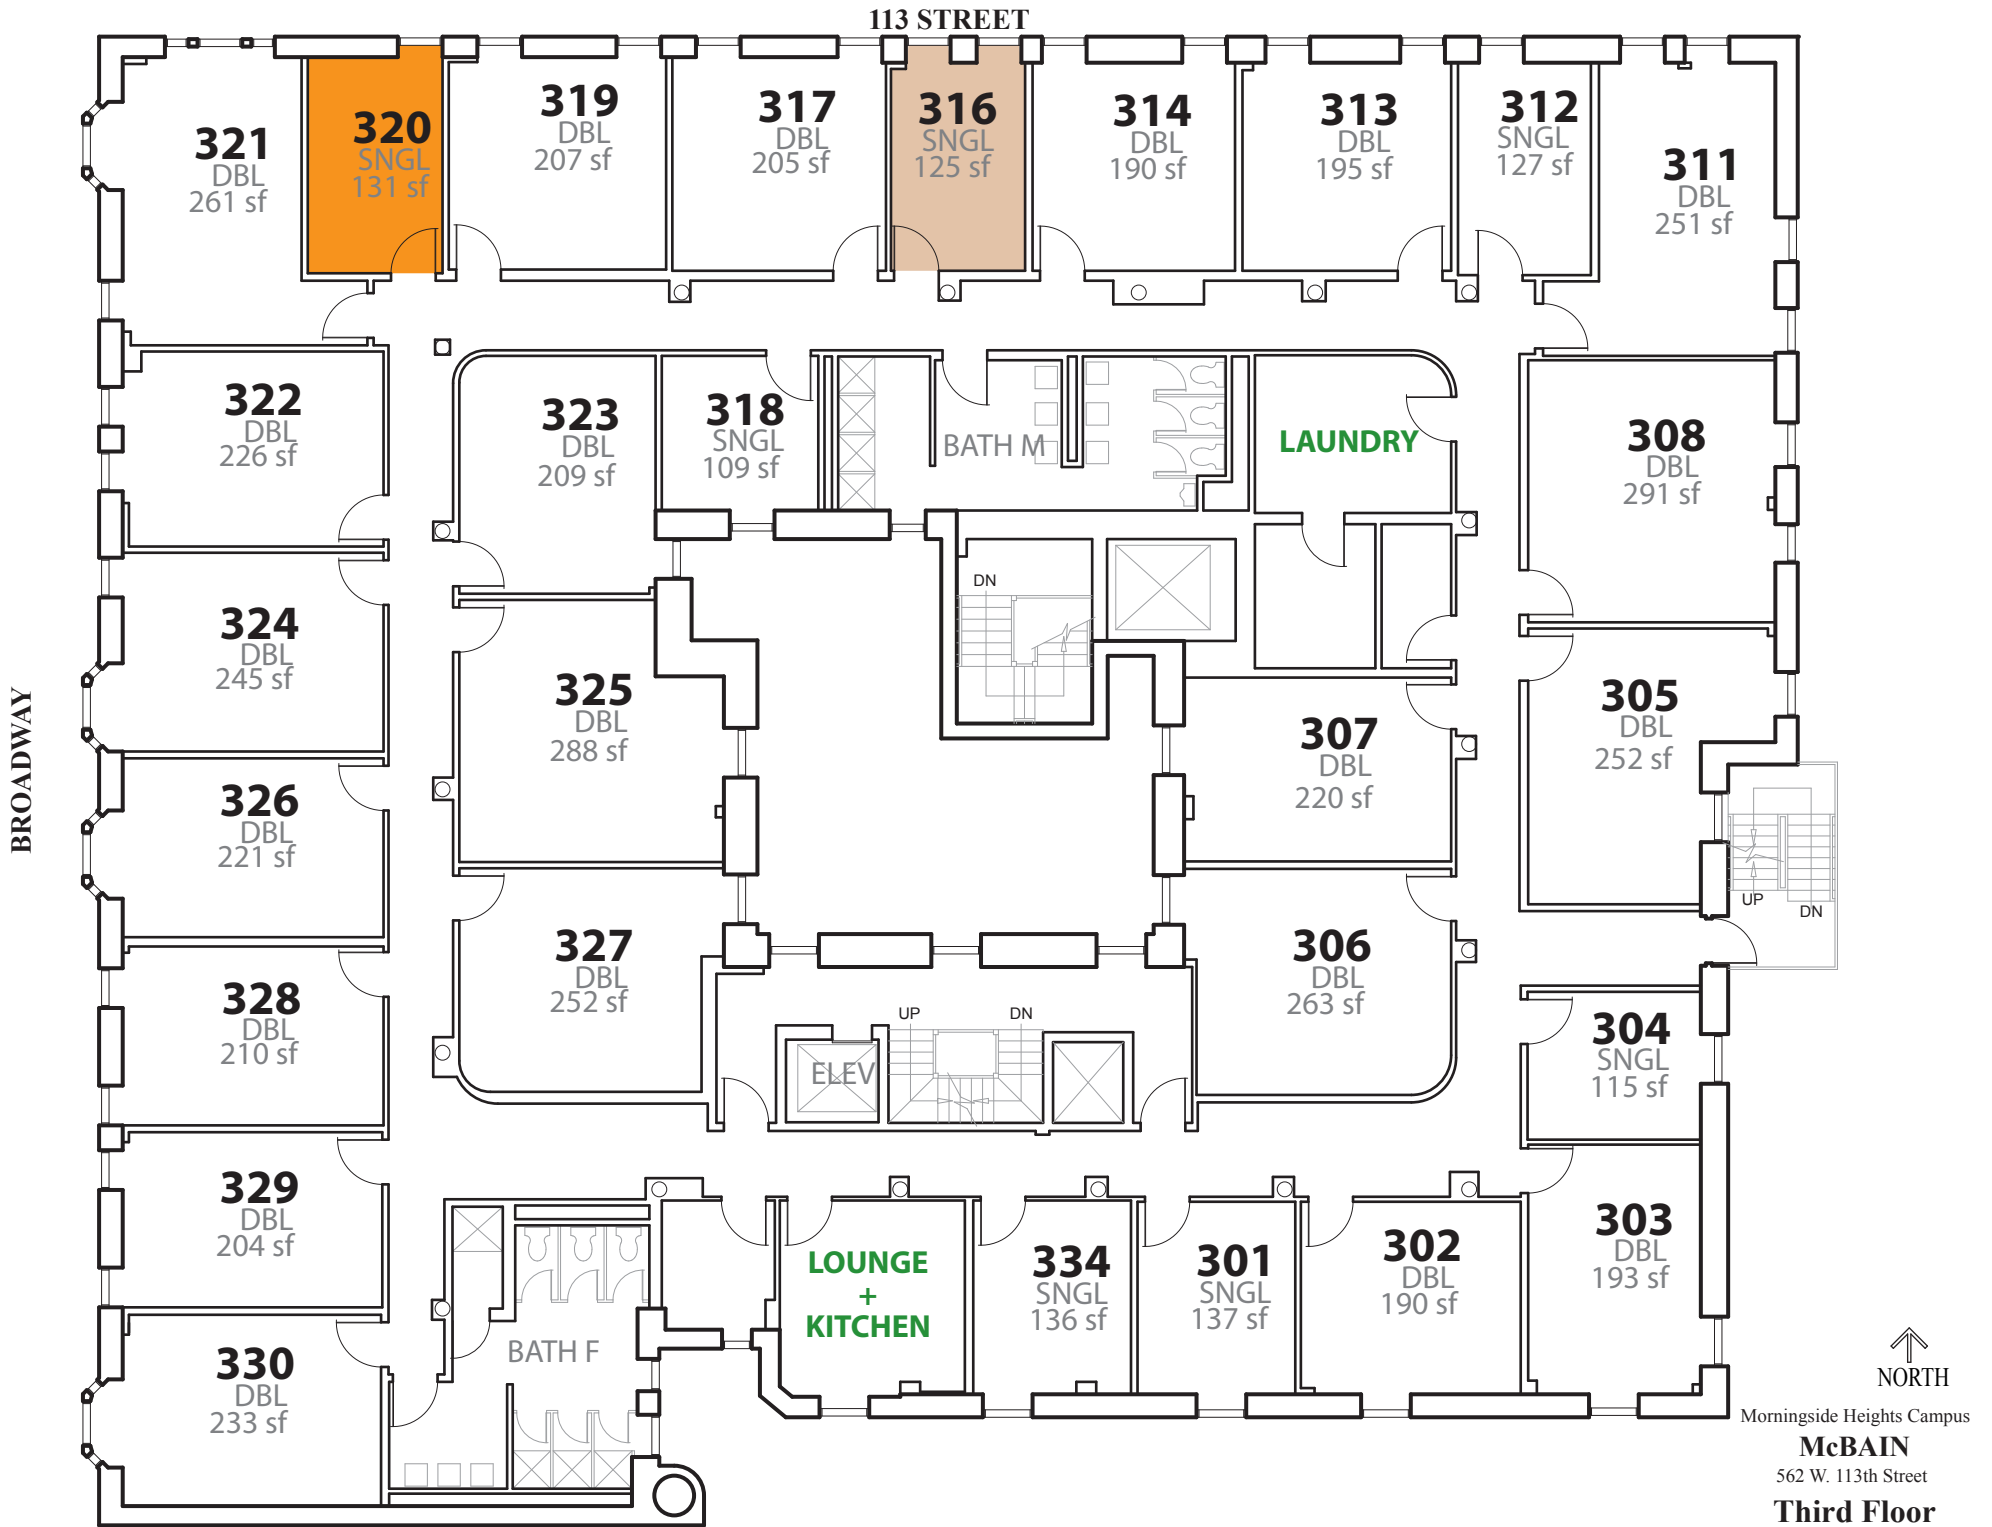 113 STREET
321
DBL
261 sf
320
SNGL
131 sf
319
DBL
207 sf
317
DBL
205 sf
316
SNGL
125 sf
314
DBL
190 sf
313
DBL
195 sf
312
SNGL
127 sf
311
DBL
251 sf
322
DBL
226 sf
323
DBL
209 sf
318
SNGL
109 sf
BATH M
LAUNDRY
308
DBL
291 sf
DN
324
DBL
245 sf
325
DBL
288 sf
307
DBL
220 sf
305
DBL
252 sf
BROADWAY
326
DBL
221 sf
UP
DN
327
DBL
252 sf
306
DBL
263 sf
328
DBL
210 sf
UP
DN
ELEV
304
SNGL
115 sf
329
DBL
204 sf
LOUNGE
+
KITCHEN
334
SNGL
136 sf
301
SNGL
137 sf
302
DBL
190 sf
303
DBL
193 sf
330
DBL
233 sf
BATH F
NORTH
Morningside Heights Campus
McBAIN
562 W. 113th Street
Third Floor